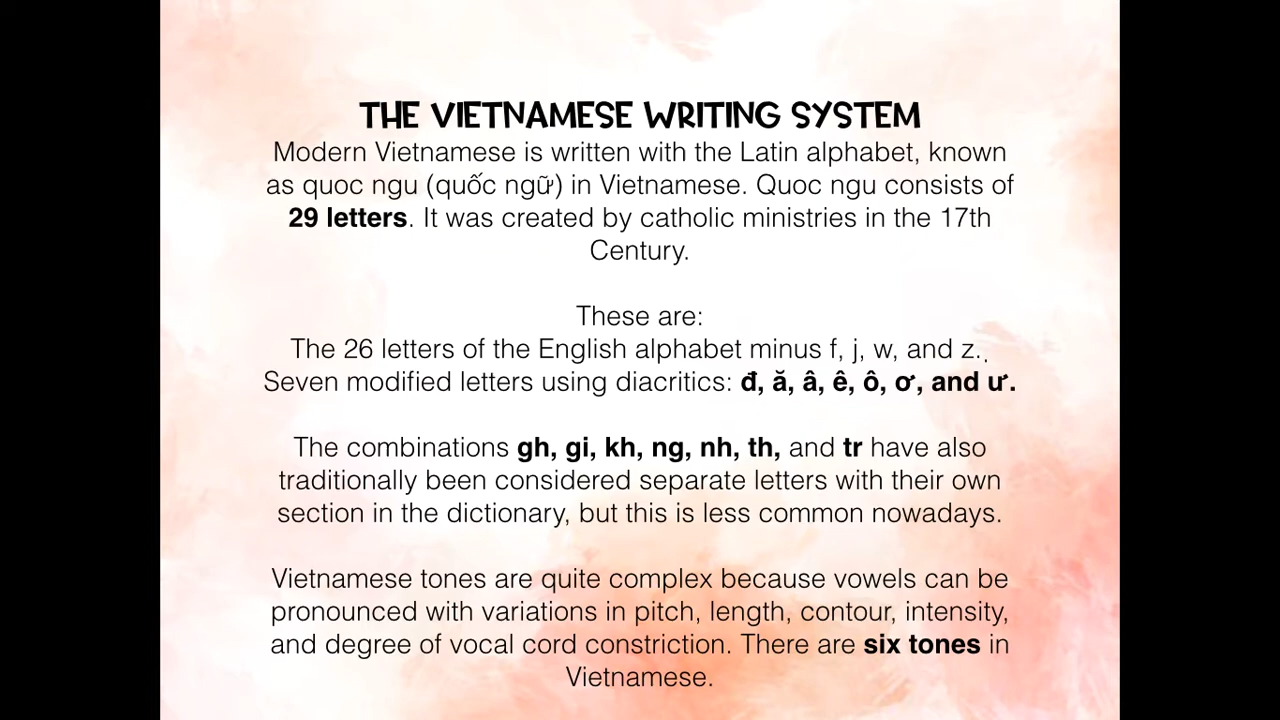 THE VIETNAMESE WRITING SYSTEM
Modern Vietnamese is written with the Latin alphabet, known
as quoc ngu (quốc ngữ) in Vietnamese. Quoc ngu consists of
29 letters. It was created by catholic ministries in the 17th
Century.
These are:
The 26 letters of the English alphabet minus f, j, w, and z..
Seven modified letters using diacritics: đ, ă, â, ê, ô, ơ, and ư.
The combinations gh, gi, kh, ng, nh, th, and tr have also
traditionally been considered separate letters with their own
section in the dictionary, but this is less common nowadays.
Vietnamese tones are quite complex because vowels can be
pronounced with variations in pitch, length, contour, intensity,
and degree of vocal cord constriction. There are six tones in
Vietnamese.